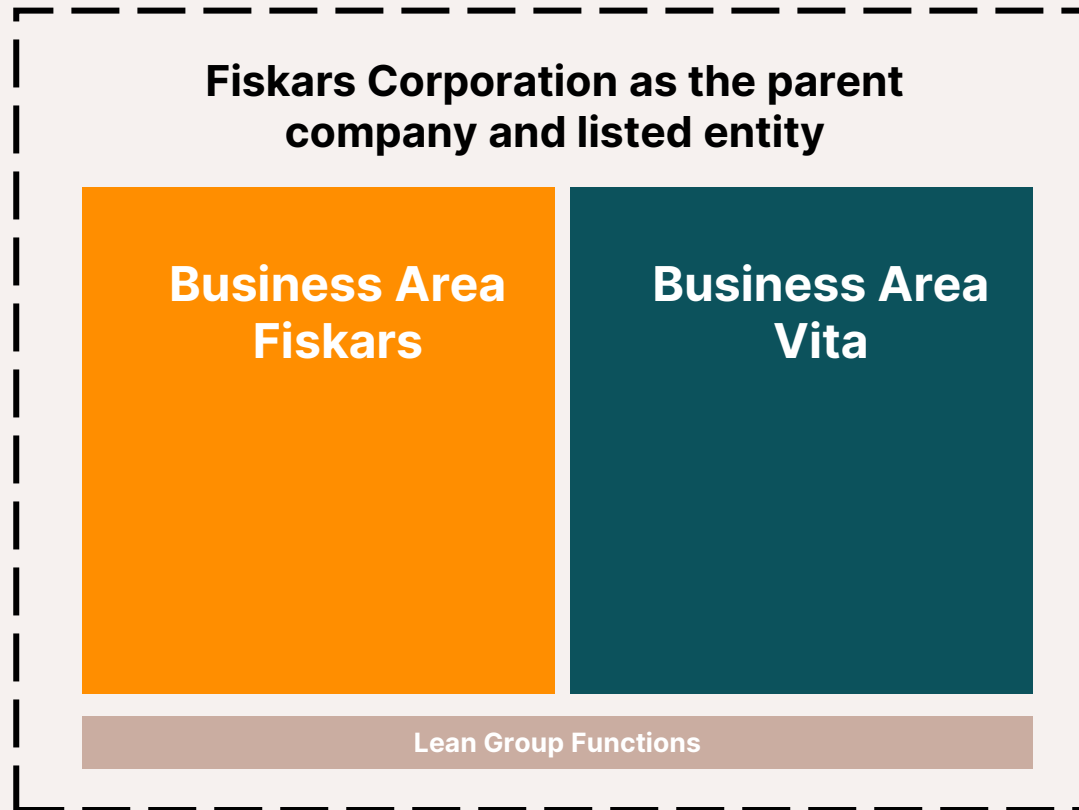 Fiskars Corporation as the parent
company and listed entity
Business Area
Fiskars
Business Area
Vita
Lean Group Functions